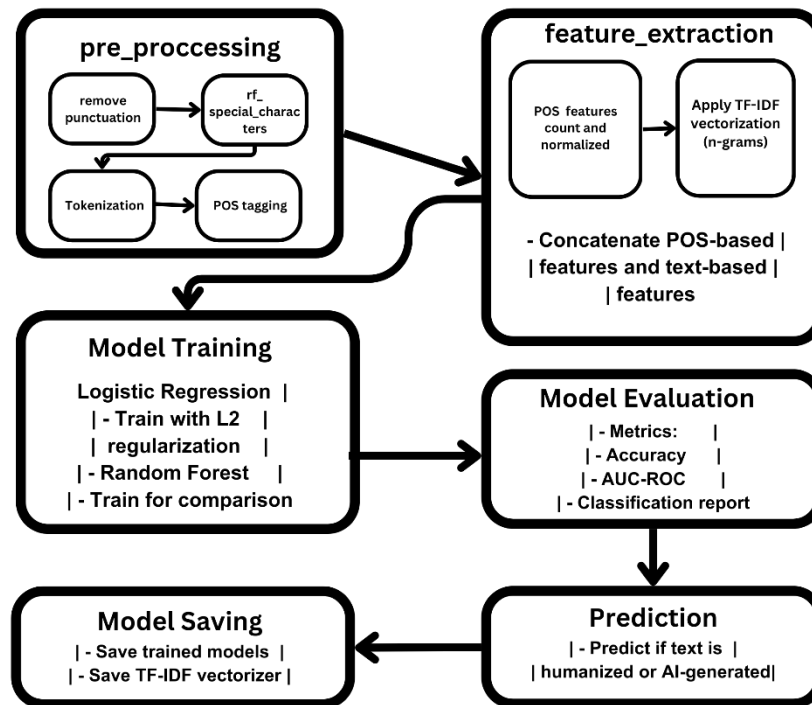 pre_proccessing
remove
punctuation
rf_
special_charac
ters
Tokenization
POS tagging
feature_extraction
POS features
count and
normalized
Apply TF-IDF
vectorization
(n-grams)
- Concatenate POS-based |
| features and text-based |
| features
Model Training
Logistic Regression |
| - Train with L2 |
| regularization |
| - Random Forest |
| - Train for comparison
Model Evaluation
| - Metrics: |
| - Accuracy |
| - AUC-ROC |
| - Classification report
Prediction
| - Predict if text is |
| humanized or AI-generated|
Model Saving
| - Save trained models |
| - Save TF-IDF vectorizer |